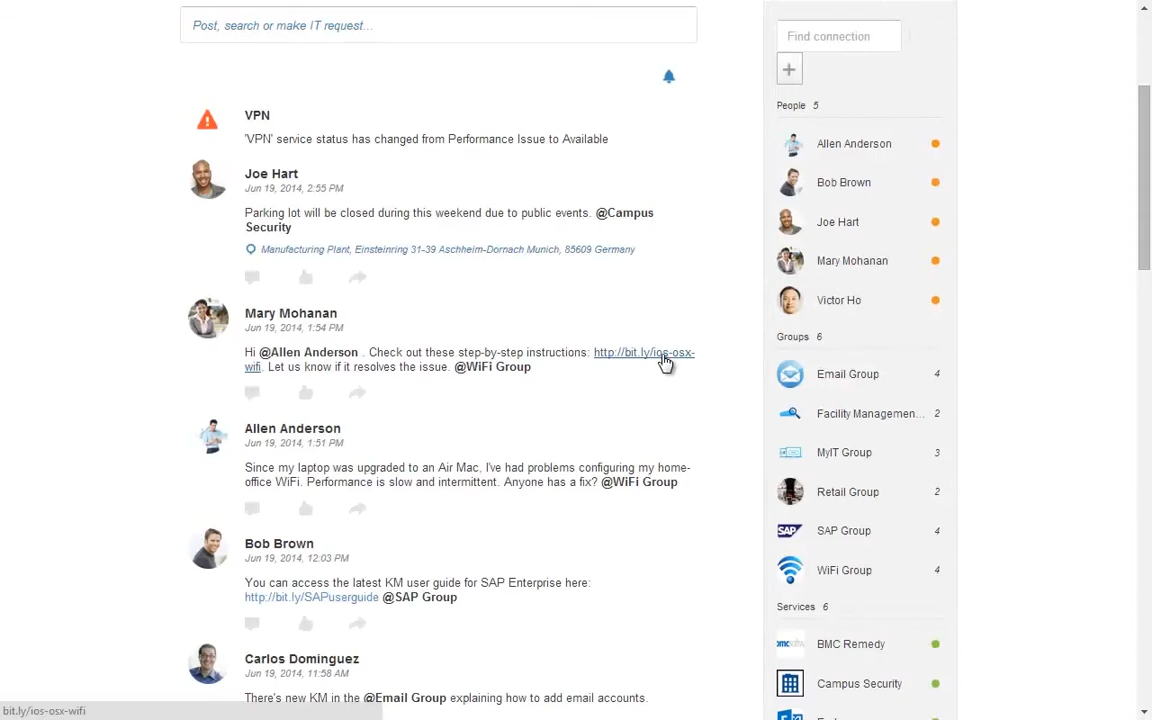 Post, search or make IT request...
VPN
'VPN' service status has changed from Performance Issue to Available
Joe Hart
Jun 19, 2014, 2:55 PM
Parking lot will be closed during this weekend due to public events. @Campus
Security
Manufacturing Plant, Einsteinring 31-39 Aschheim-Dornach Munich, 85609 Germany
Mary Mohanan
Jun 19, 2014, 1:54 PM
Hi @Allen Anderson . Check out these step-by-step instructions: http://bit.ly/ios-osx-
wifi. Let us know if it resolves the issue. @WiFi Group
Allen Anderson
Jun 19, 2014, 1:51 PM
Since my laptop was upgraded to an Air Mac, I've had problems configuring my home-
office WiFi. Performance is slow and intermittent. Anyone has a fix? @WiFi Group
Bob Brown
Jun 19, 2014, 12:03 PM
You can access the latest KM user guide for SAP Enterprise here:
http://bit.ly/SAPuserguide @SAP Group
Carlos Dominguez
Jun 19, 2014, 11:58 AM
There's new KM in the @Email Group explaining how to add email accounts.
bit.ly/ios-osx-wifi
Find connection
People 5
Allen Anderson
Bob Brown
Joe Hart
Mary Mohanan
Victor Ho
Groups 6
Email Group 4
Facility Managemen... 2
MyIT Group 3
Retail Group 2
SAP
SAP Group 4
WiFi Group 4
Services 6
BMC Remedy
Campus Security